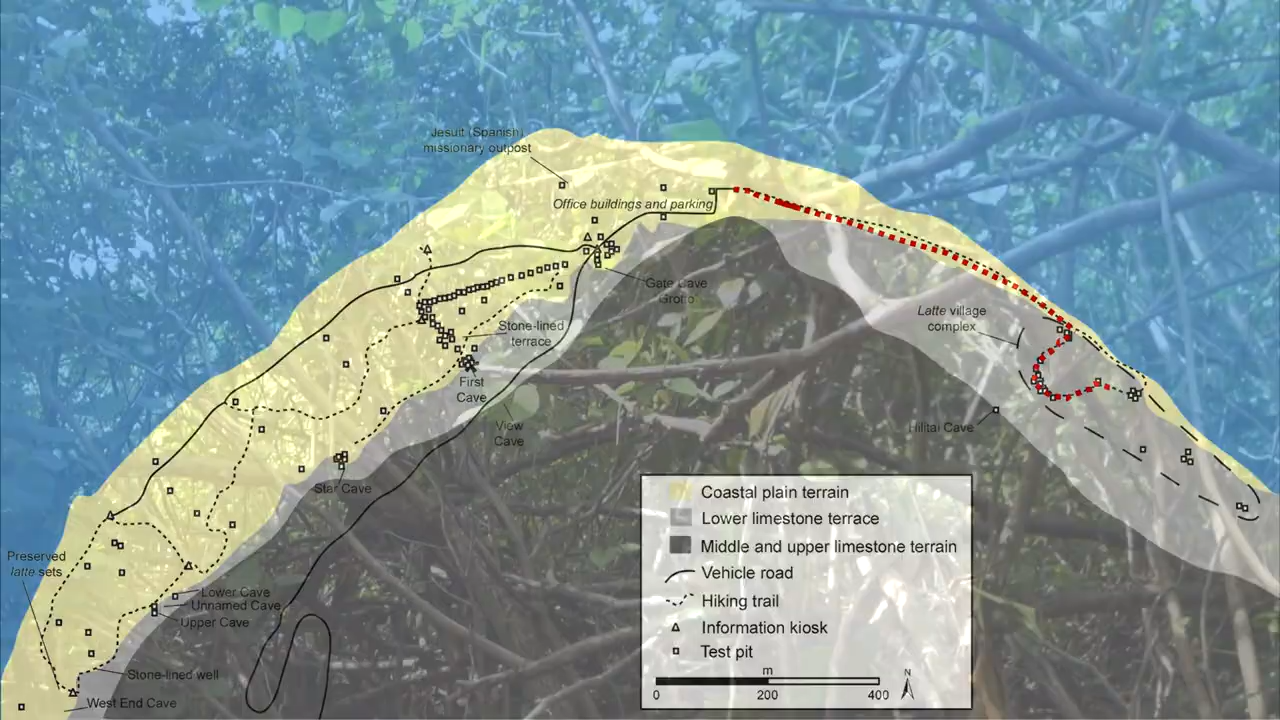 Jesuit (Spanish)
missionary outpost
Office buildings and parking
Gate Cave
Grotto
Latte village
complex
Stone-lined
terrace
First
Cave
View
Cave
Hilitai Cave
Star Cave
Preserved
latte sets
Lower Cave
Unnamed Cave
Upper Cave
Stone-lined well
West End Cave
Coastal plain terrain
Lower limestone terrace
Middle and upper limestone terrain
Vehicle road
Hiking trail
Information kiosk
Test pit
m
N
0 200 400